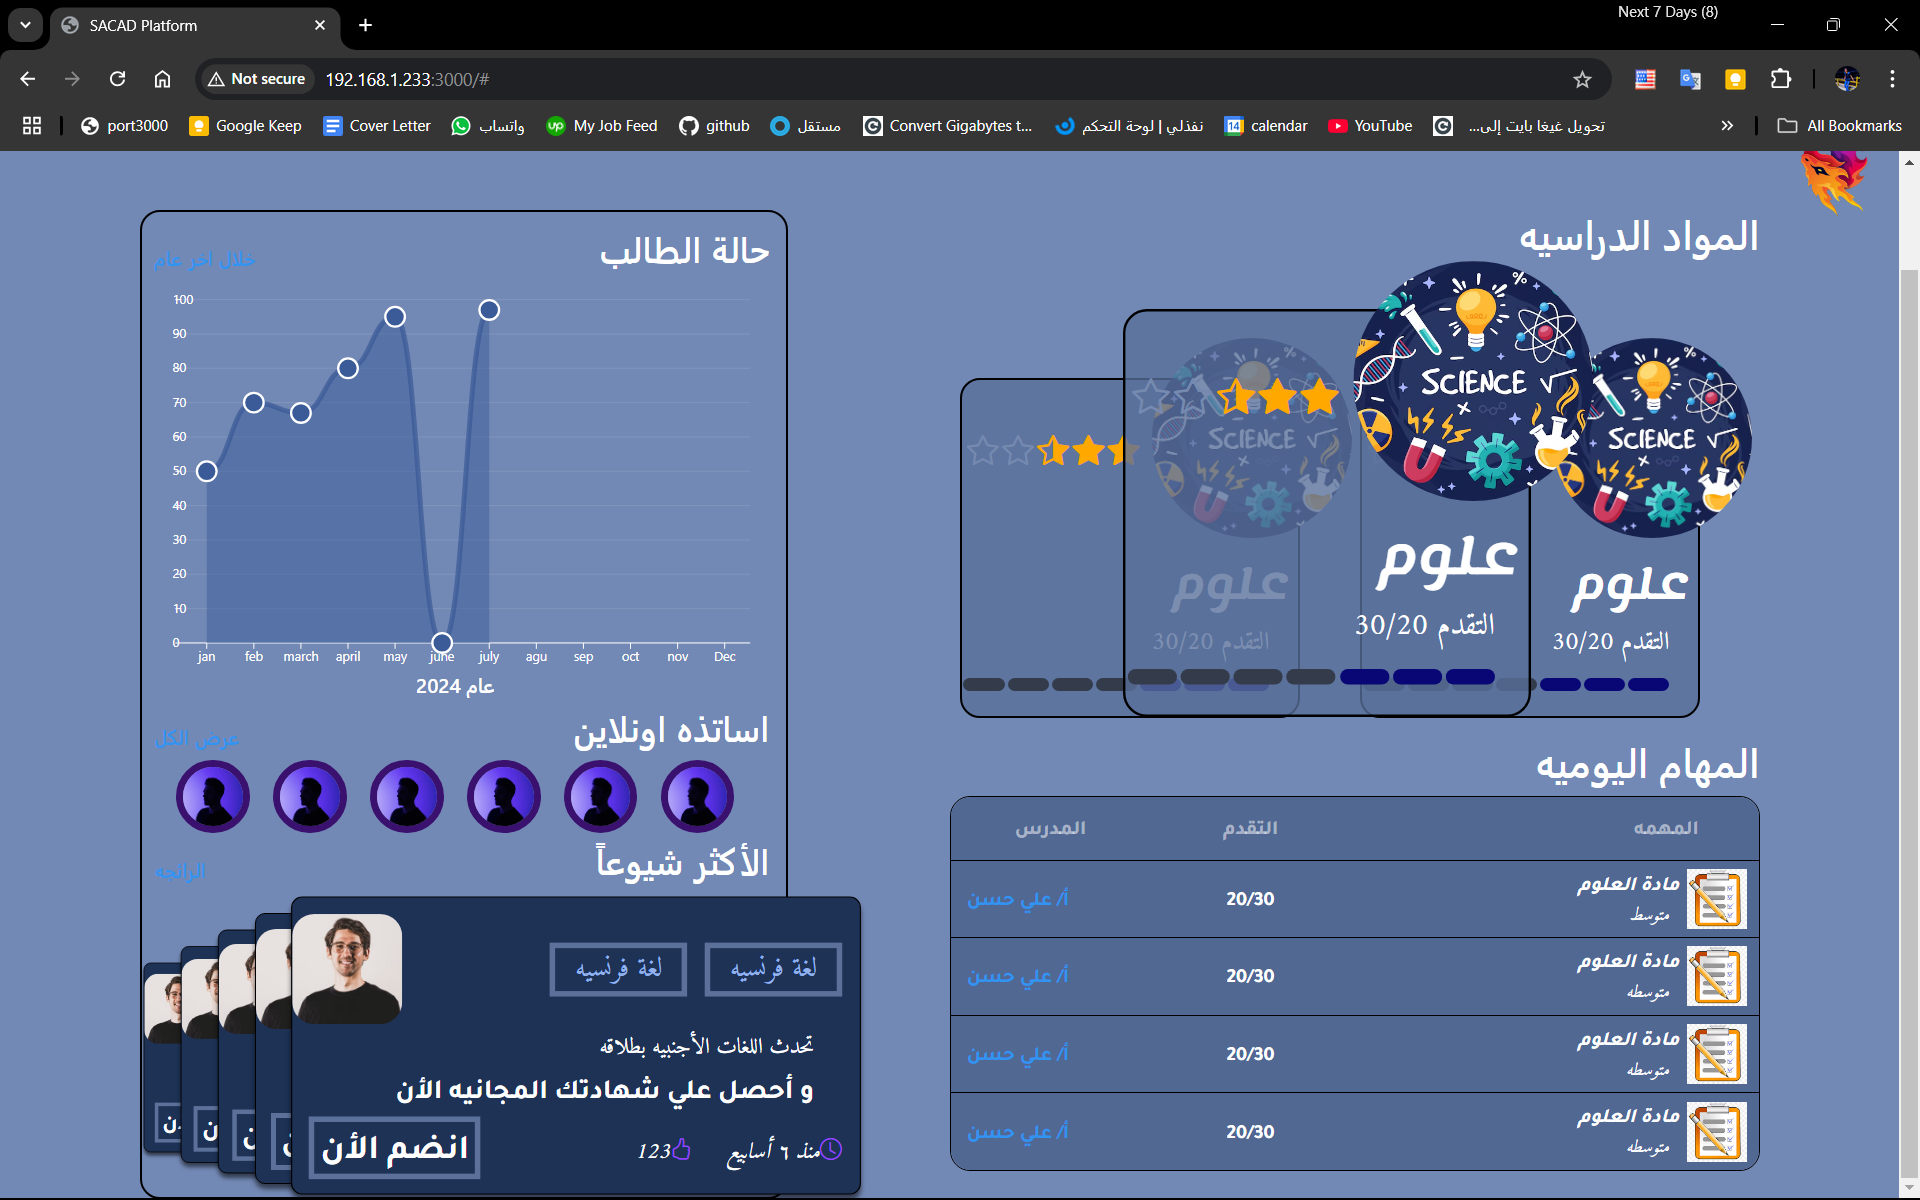 SACAD Platform
Next 7 Days (8)
Not secure
192.168.1.233:3000/#
port3000
Google Keep
Cover Letter
واتساب
My Job Feed
github
مستقل
Convert Gigabytes t...
نفذلي | لوحة التحكم
calendar
YouTube
تحويل غيغا بايت إلى...
All Bookmarks
المواد الدراسيه
SCIENCE
علوم
التقدم 30/20
SCIENCE
علوم
التقدم 30/20
SCIENCE
علوم
التقدم 30/20
حالة الطالب
خلال اخر عام
100
90
80
70
60
50
40
30
20
10
0
jan feb march april may june july agu sep oct nov Dec
عام 2024
اساتذه اونلاين
عرض الكل
الأكثر شيوعاً
الرائجه
لغة فرنسيه
لغة فرنسيه
تحدث اللغات الأجنبيه بطلاقه
و أحصل علي شهادتك المجانيه الأن
منذ ٦ أسابيع
123
انضم الأن
المهام اليوميه
المهمه التقدم المدرس
مادة العلوم
متوسط
20/30
أ/ علي حسن
مادة العلوم
متوسطه
20/30
أ/ علي حسن
مادة العلوم
متوسطه
20/30
أ/ علي حسن
مادة العلوم
متوسطه
20/30
أ/ علي حسن